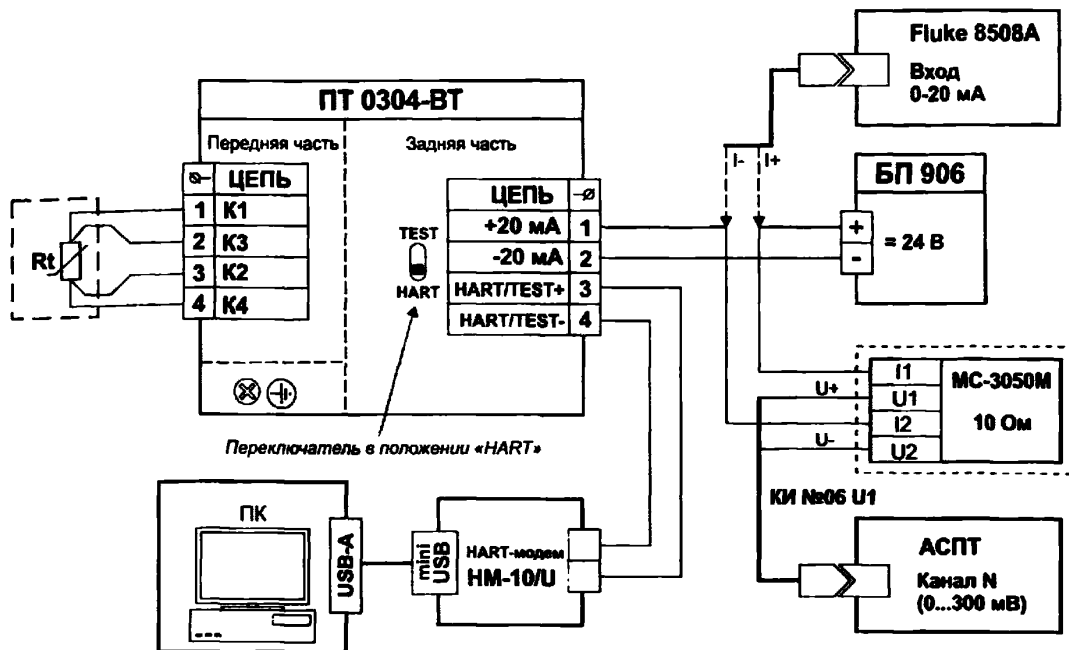 ПТ 0304-ВТ
Передняя часть
Задняя часть
ЦЕПЬ
1 К1
2 К3
3 К2
4 К4
Rt
TEST
HART
ЦЕПЬ
+20 мА 1
-20 мА 2
HART/TEST+ 3
HART/TEST- 4
Переключатель в положении «HART»
I- I+
Fluke 8508A
Вход
0-20 мА
БП 906
+
-
= 24 В
МС-3050М
10 Ом
I1
U1
I2
U2
U+
U-
КИ №06 U1
АСПТ
Канал N
(0...300 мВ)
ПК
USB-A
mini
USB
HART-модем
НМ-10/U